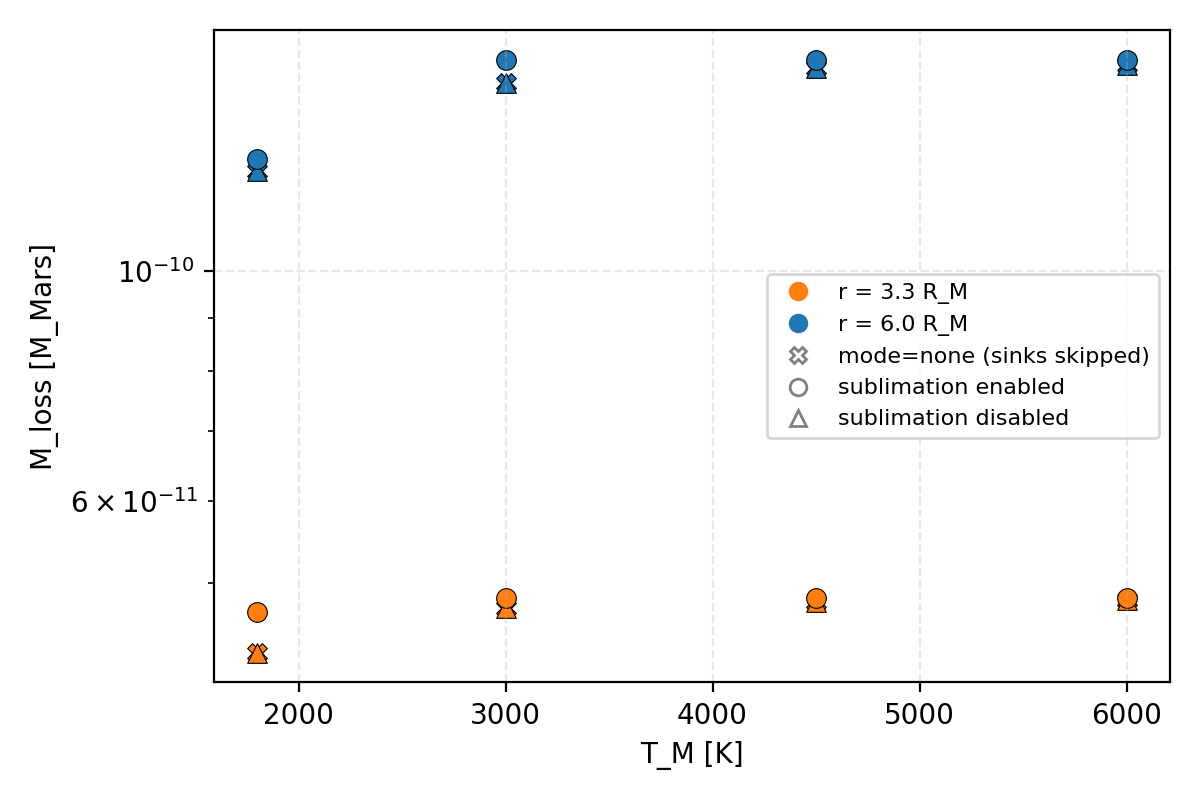 M_loss [M_Mars]
10⁻¹⁰
6 × 10⁻¹¹
r = 3.3 R_M
r = 6.0 R_M
mode=none (sinks skipped)
sublimation enabled
sublimation disabled
2000 3000 4000 5000 6000
T_M [K]